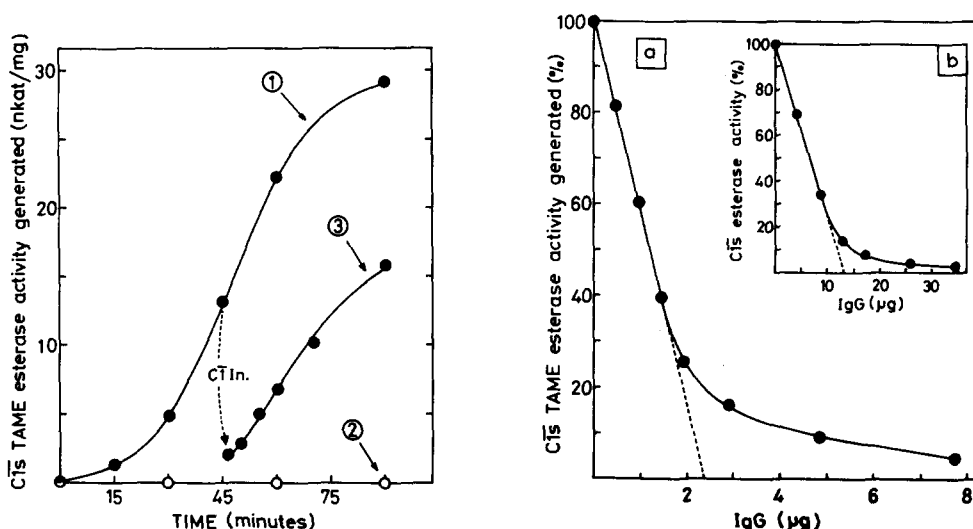 C1̅s TAME esterase activity generated (nkat/mg)
30
20
10
15
45
75
TIME (minutes)
①
③
②
C1̅ In.
C1̅s TAME esterase activity generated (%)
100
80
60
40
20
2
4
6
8
IgG (µg)
a
C1̅s esterase activity (%)
100
80
60
40
20
10
20
30
IgG (µg)
b